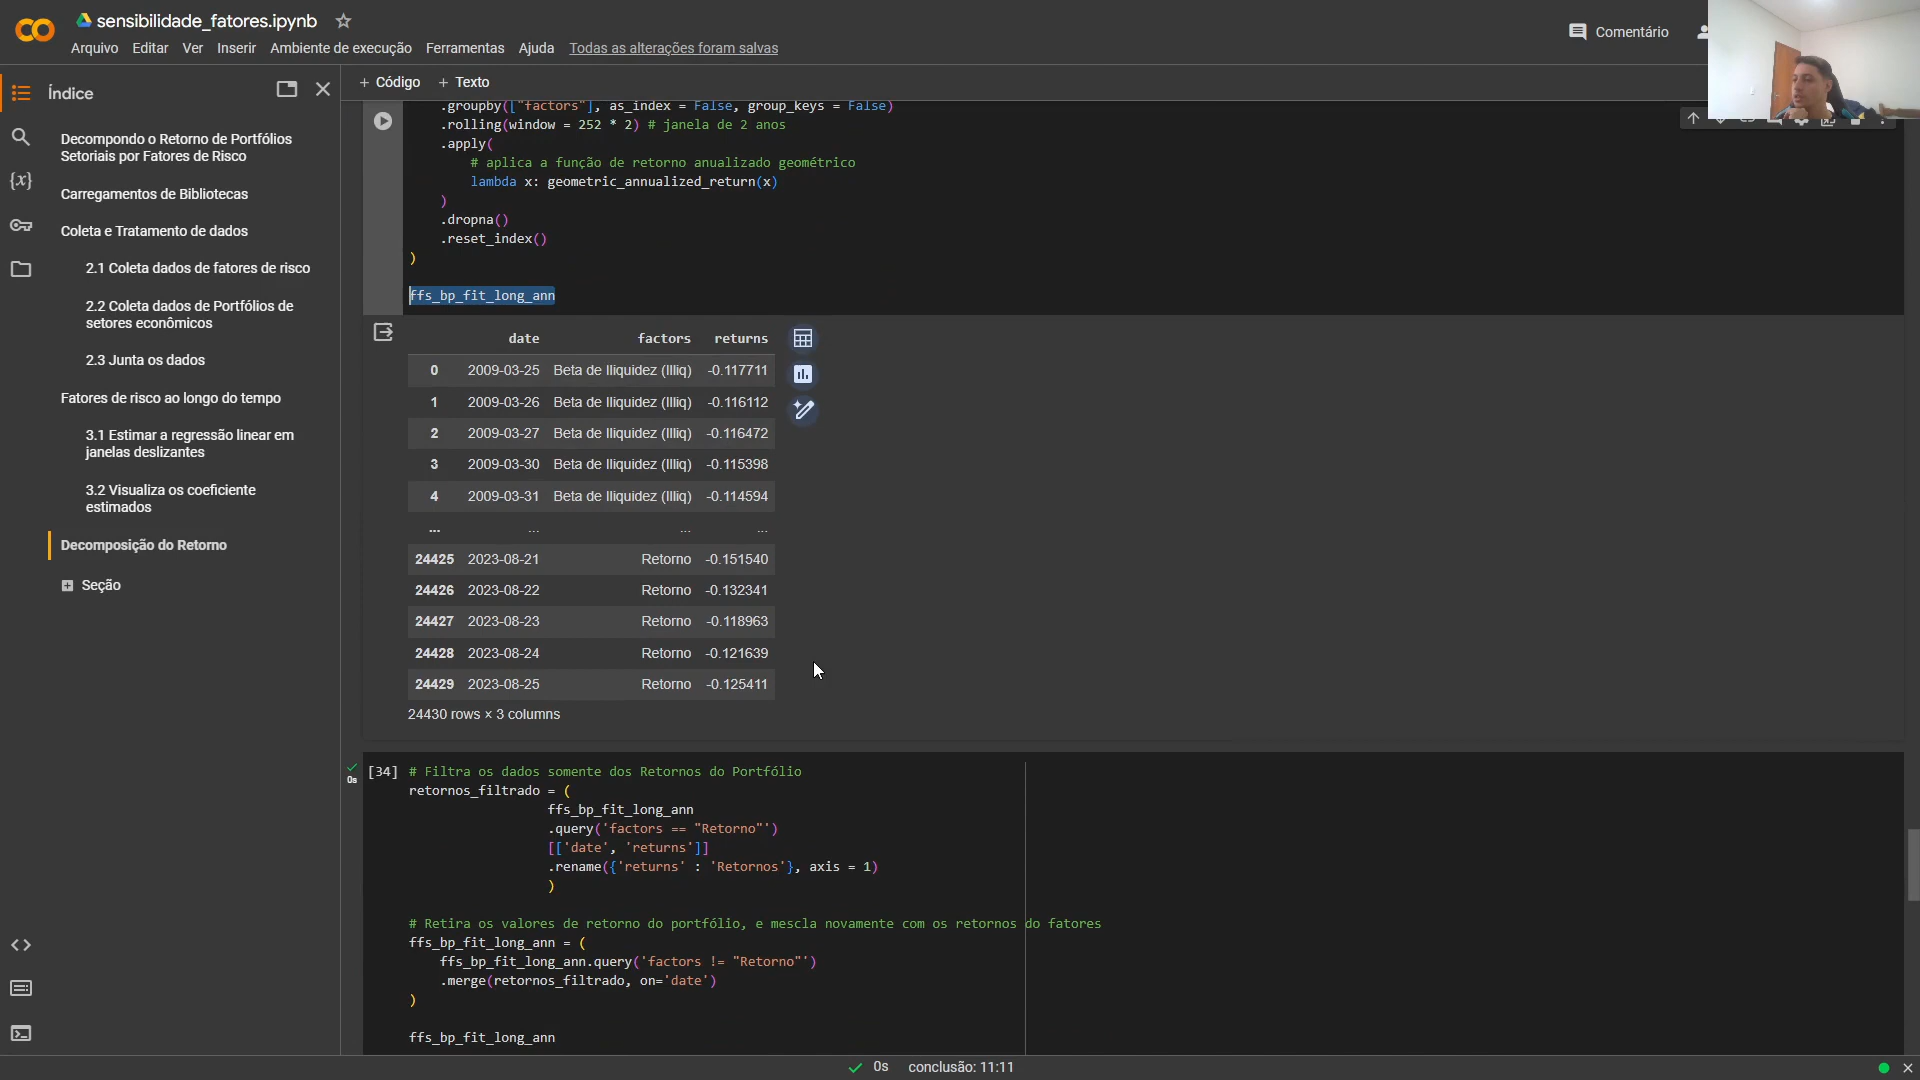 sensibilidade_fatores.ipynb
Arquivo Editar Ver Inserir Ambiente de execução Ferramentas Ajuda Todas as alterações foram salvas
Comentário
Índice
Decompondo o Retorno de Portfólios
Setoriais por Fatores de Risco
Carregamentos de Bibliotecas
Coleta e Tratamento de dados
2.1 Coleta dados de fatores de risco
2.2 Coleta dados de Portfólios de
setores econômicos
2.3 Junta os dados
Fatores de risco ao longo do tempo
3.1 Estimar a regressão linear em
janelas deslizantes
3.2 Visualiza os coeficiente
estimados
Decomposição do Retorno
Seção
+ Código + Texto
.groupby(["factors"], as_index = False, group_keys = False)
.rolling(window = 252 * 2) # janela de 2 anos
.apply(
# aplica a função de retorno anualizado geométrico
lambda x: geometric_annualized_return(x)
)
.dropna()
.reset_index()
)
ffs_bp_fit_long_ann
date factors returns
0 2009-03-25 Beta de Iliquidez (Illiq) -0.117711
1 2009-03-26 Beta de Iliquidez (Illiq) -0.116112
2 2009-03-27 Beta de Iliquidez (Illiq) -0.116472
3 2009-03-30 Beta de Iliquidez (Illiq) -0.115398
4 2009-03-31 Beta de Iliquidez (Illiq) -0.114594
... ... ... ...
24425 2023-08-21 Retorno -0.151540
24426 2023-08-22 Retorno -0.132341
24427 2023-08-23 Retorno -0.118963
24428 2023-08-24 Retorno -0.121639
24429 2023-08-25 Retorno -0.125411
24430 rows × 3 columns
0s
[34] # Filtra os dados somente dos Retornos do Portfólio
retornos_filtrado = (
ffs_bp_fit_long_ann
.query('factors == "Retorno"')
[['date', 'returns']]
.rename({'returns' : 'Retornos'}, axis = 1)
)
# Retira os valores de retorno do portfólio, e mescla novamente com os retornos do fatores
ffs_bp_fit_long_ann = (
ffs_bp_fit_long_ann.query('factors != "Retorno"')
.merge(retornos_filtrado, on='date')
)
ffs_bp_fit_long_ann
0s conclusão: 11:11